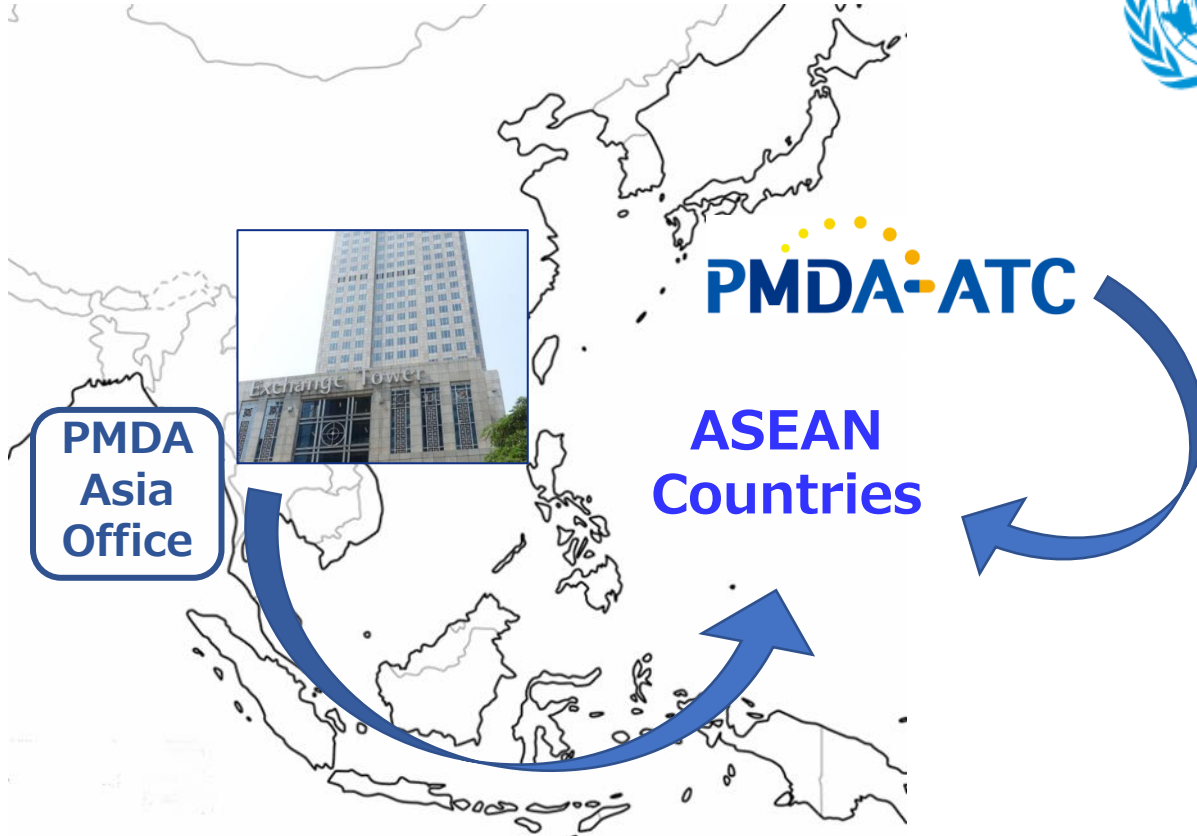 Exchange Tower
PMDA-ATC
PMDA
Asia
Office
ASEAN
Countries